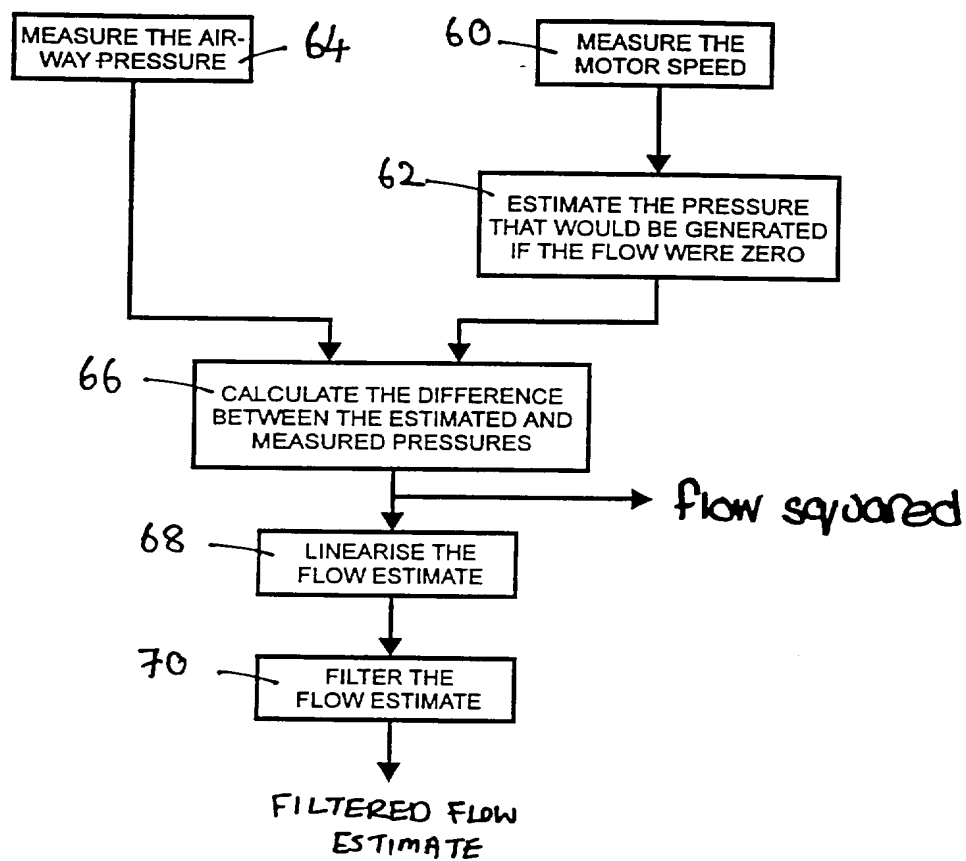 MEASURE THE AIR-
WAY PRESSURE
64
60
MEASURE THE
MOTOR SPEED
62
ESTIMATE THE PRESSURE
THAT WOULD BE GENERATED
IF THE FLOW WERE ZERO
66
CALCULATE THE DIFFERENCE
BETWEEN THE ESTIMATED AND
MEASURED PRESSURES
flow squared
68
LINEARISE THE
FLOW ESTIMATE
70
FILTER THE
FLOW ESTIMATE
FILTERED FLOW
ESTIMATE